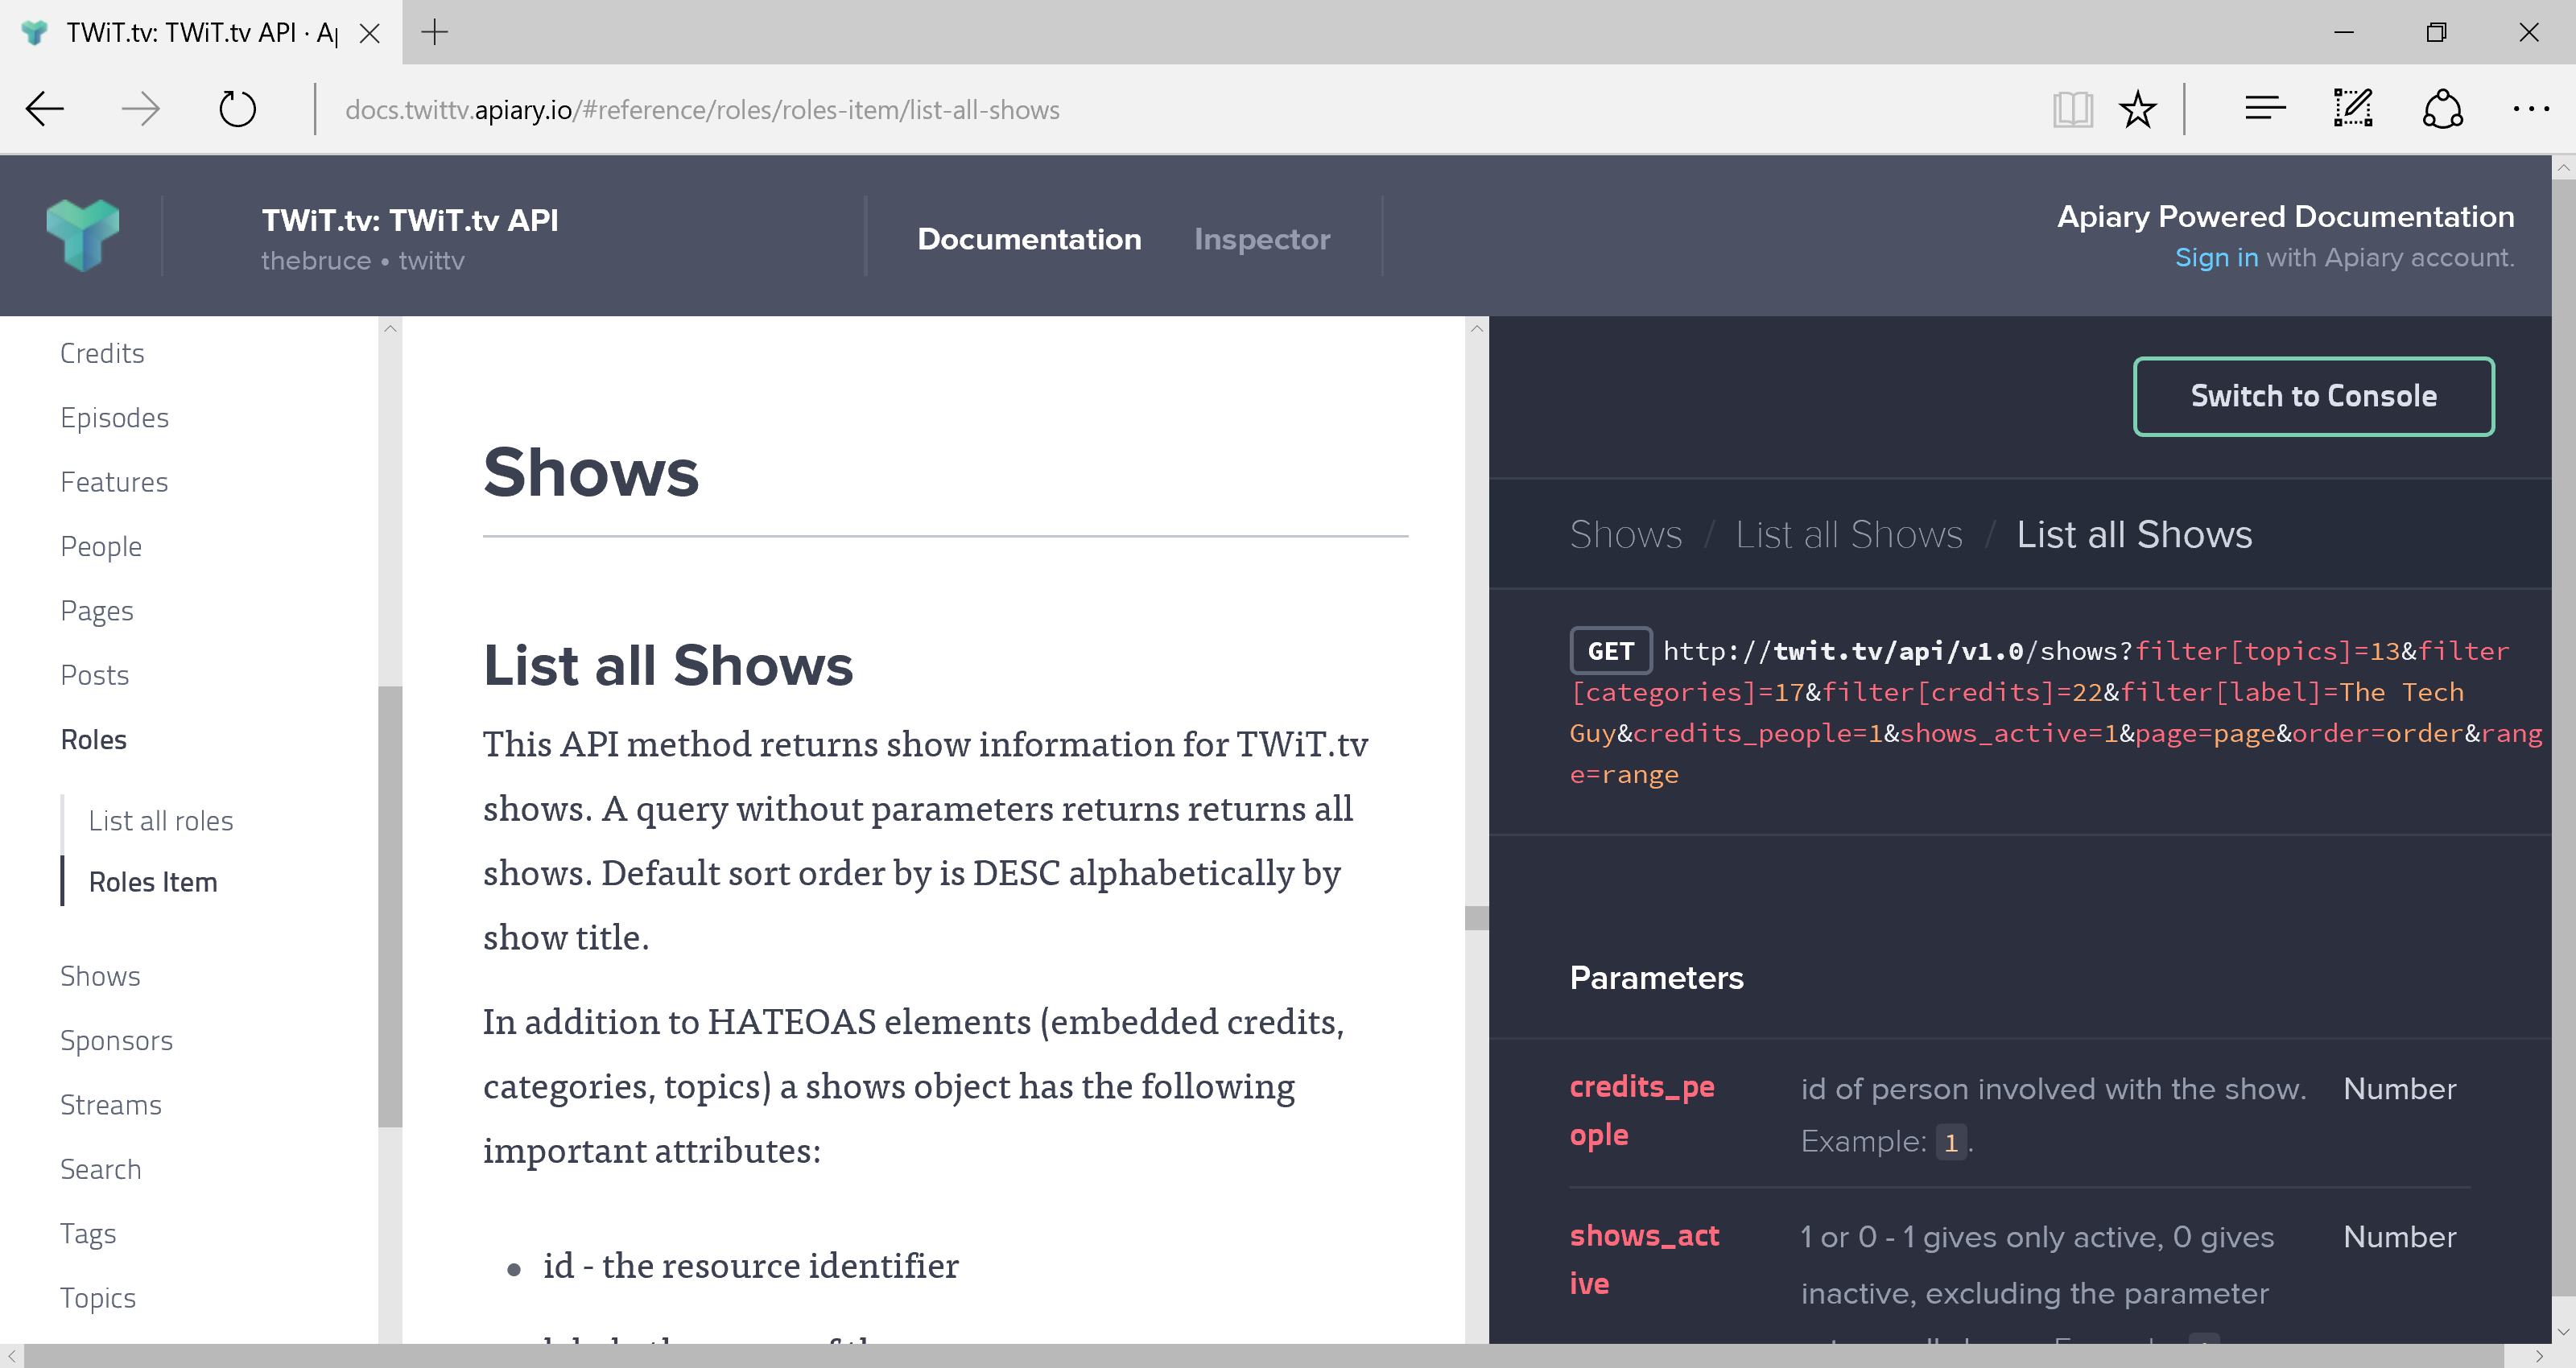 TWiT.tv: TWiT.tv API · A
docs.twittv.apiary.io/#reference/roles/roles-item/list-all-shows
TWiT.tv: TWiT.tv API
thebruce • twittv
Documentation
Inspector
Apiary Powered Documentation
Sign in with Apiary account.
Credits
Episodes
Features
People
Pages
Posts
Roles
List all roles
Roles Item
Shows
Sponsors
Streams
Search
Tags
Topics
Shows
List all Shows
This API method returns show information for TWiT.tv
shows. A query without parameters returns returns all
shows. Default sort order by is DESC alphabetically by
show title.
In addition to HATEOAS elements (embedded credits,
categories, topics) a shows object has the following
important attributes:
• id - the resource identifier
Switch to Console
Shows / List all Shows / List all Shows
GET http://twit.tv/api/v1.0/shows?filter[topics]=13&filter
[categories]=17&filter[credits]=22&filter[label]=The Tech
Guy&credits_people=1&shows_active=1&page=page&order=order&rang
e=range
Parameters
credits_pe
ople
id of person involved with the show.
Example: 1.
Number
shows_act
ive
1 or 0 - 1 gives only active, 0 gives
inactive, excluding the parameter
Number